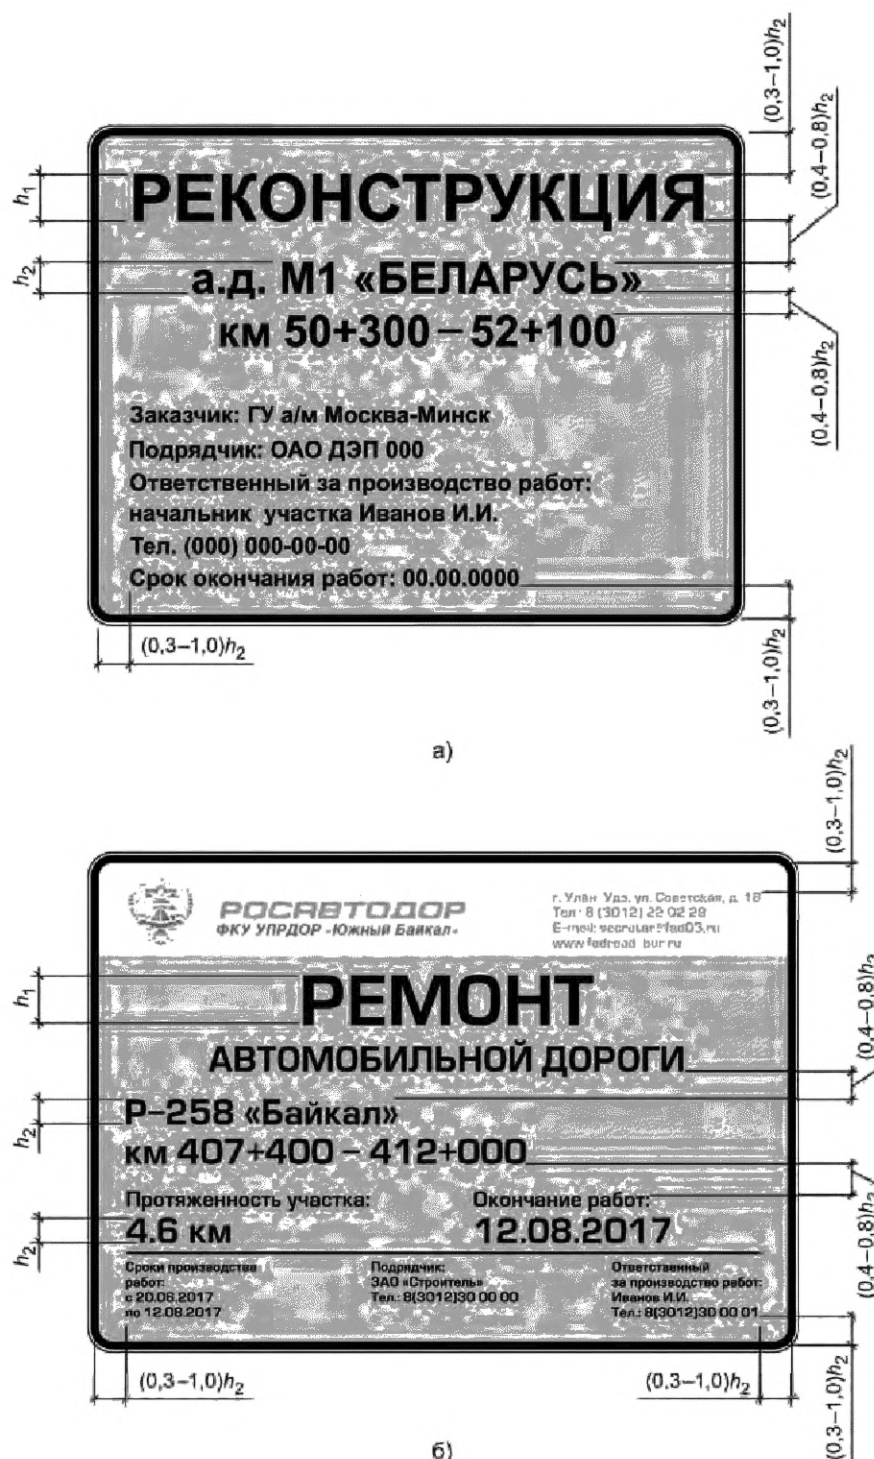 (0,3–1,0)h₂
(0,4–0,8)h₂
h₁
РЕКОНСТРУКЦИЯ
h₂
а.д. М1 «БЕЛАРУСЬ»
км 50+300 – 52+100
(0,4–0,8)h₂
Заказчик: ГУ а/м Москва-Минск
Подрядчик: ОАО ДЭП 000
Ответственный за производство работ:
начальник участка Иванов И.И.
Тел. (000) 000-00-00
Срок окончания работ: 00.00.0000
(0,3–1,0)h₂
(0,3–1,0)h₂
а)
(0,3–1,0)h₂
РОСАВТОДОР
ФКУ УПРДОР «Южный Байкал»
г. Улан Удэ, ул. Советская, д. 18
Тел.: 8 (3012) 22 02 28
E-mail:
h₁
РЕМОНТ
АВТОМОБИЛЬНОЙ ДОРОГИ
(0,4–0,8)h₂
h₂
Р–258 «Байкал»
км 407+400 – 412+000
(0,4–0,8)h₂
Протяженность участка:
Окончание работ:
h₂
4.6 км
12.08.2017
Сроки производства
работ:
с 20.06.2017
по 12.08.2017
Подрядчик:
ЗАО «Строитель»
Тел.: 8(3012)30 00 00
Ответственный
за производство работ:
Иванов И.И.
Тел.: 8(3012)30 00 01
(0,3–1,0)h₂
(0,3–1,0)h₂
(0,3–1,0)h₂
б)